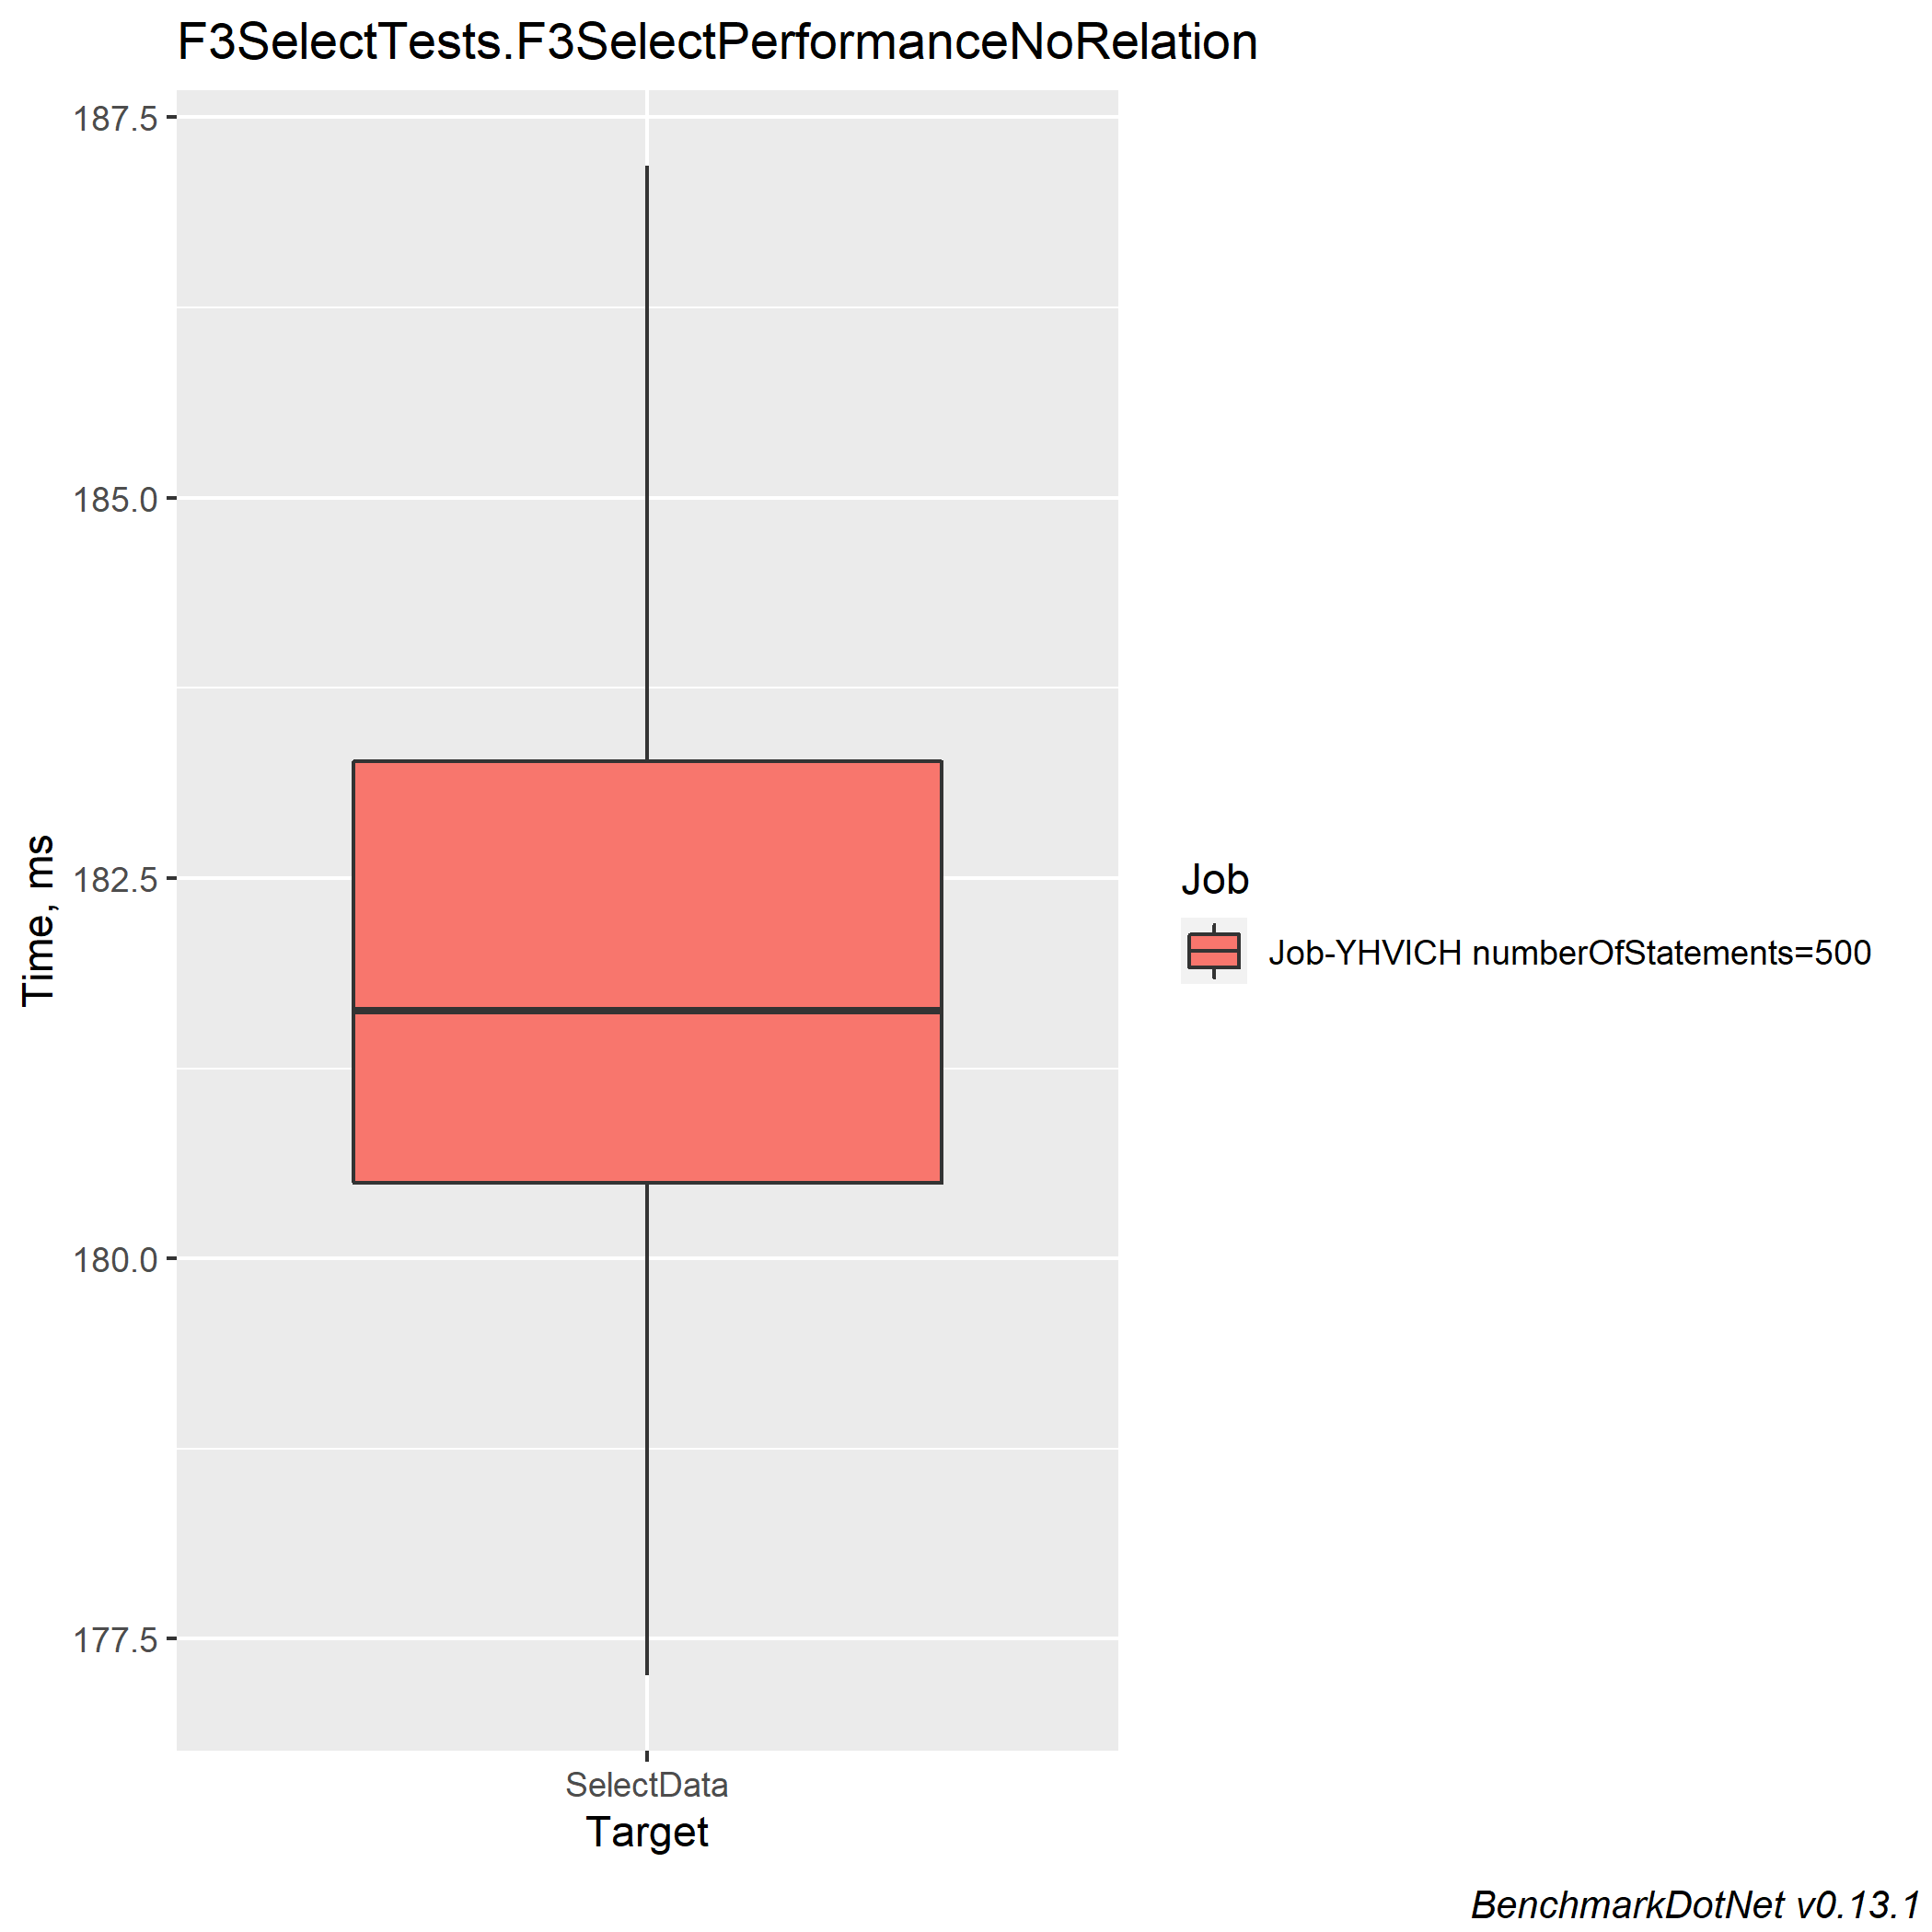 F3SelectTests.F3SelectPerformanceNoRelation
187.5
185.0
182.5
180.0
177.5
Time, ms
SelectData
Target
Job
Job-YHVICH numberOfStatements=500
BenchmarkDotNet v0.13.1